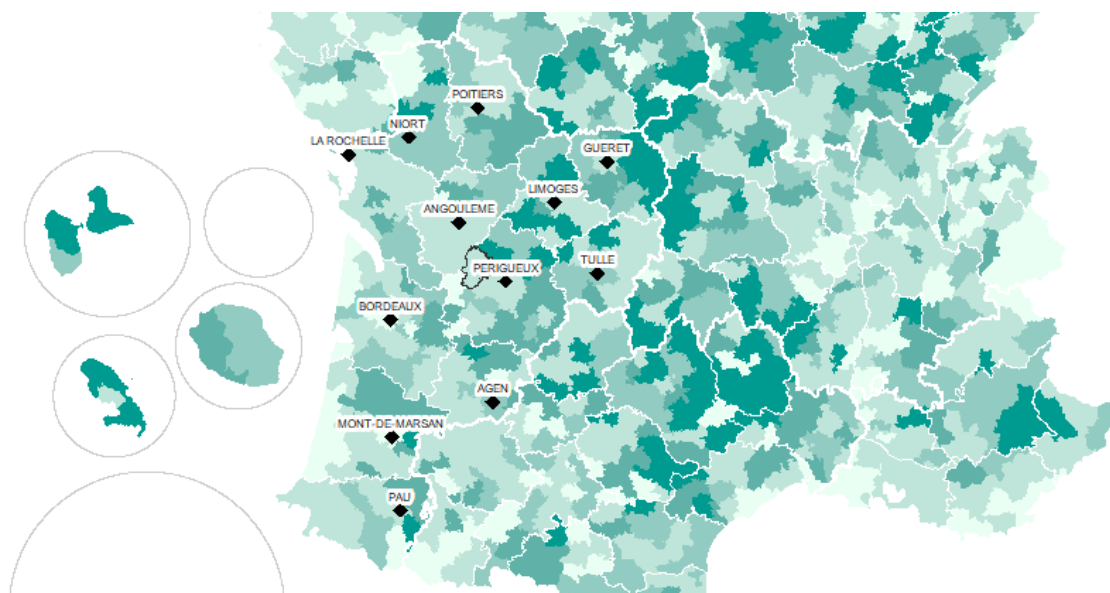 POITIERS
NIORT
LA ROCHELLE
GUERET
LIMOGES
ANGOULEME
PERIGUEUX
TULLE
BORDEAUX
AGEN
MONT-DE-MARSAN
PAU